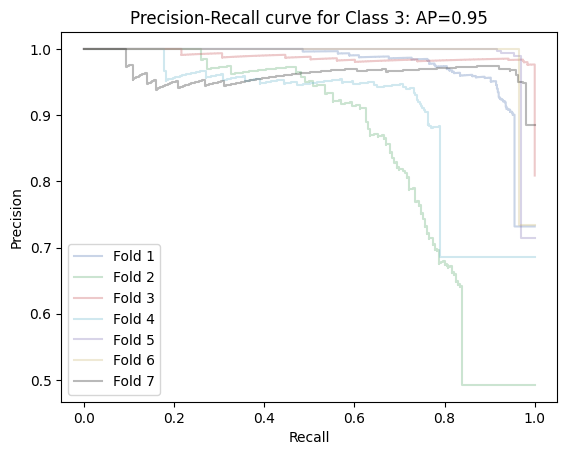 Precision-Recall curve for Class 3: AP=0.95
1.0
0.9
0.8
0.7
0.6
0.5
Precision
Fold 1
Fold 2
Fold 3
Fold 4
Fold 5
Fold 6
Fold 7
0.0 0.2 0.4 0.6 0.8 1.0
Recall